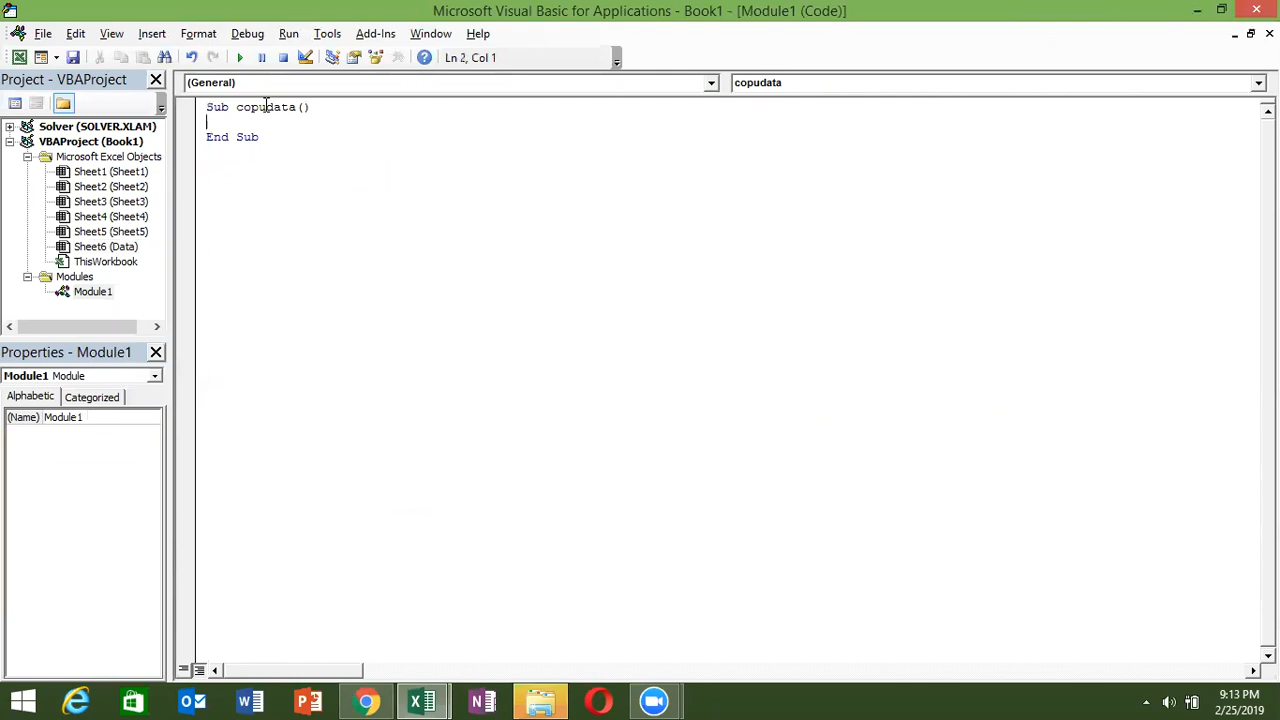 Microsoft Visual Basic for Applications - Book1 - [Module1 (Code)]
File Edit View Insert Format Debug Run Tools Add-Ins Window Help
Ln 2, Col 1
Project - VBAProject
(General)
copudata
Solver (SOLVER.XLAM)
VBAProject (Book1)
Microsoft Excel Objects
Sheet1 (Sheet1)
Sheet2 (Sheet2)
Sheet3 (Sheet3)
Sheet4 (Sheet4)
Sheet5 (Sheet5)
Sheet6 (Data)
ThisWorkbook
Modules
Module1
Sub copudata()
End Sub
Properties - Module1
Module1 Module
Alphabetic Categorized
(Name) Module1
9:13 PM
2/25/2019